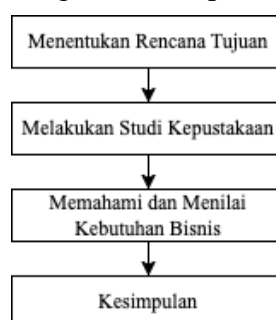 Menentukan Rencana Tujuan
Melakukan Studi Kepustakaan
Memahami dan Menilai
Kebutuhan Bisnis
Kesimpulan